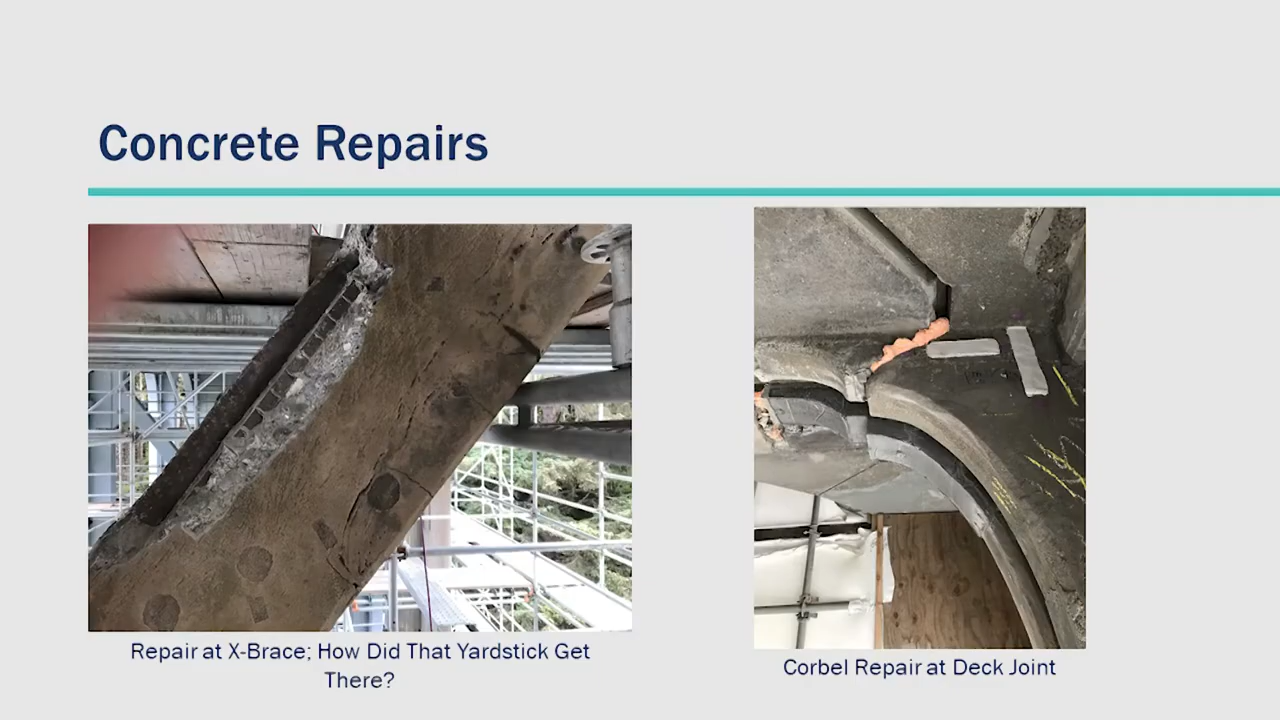 Concrete Repairs
Repair at X-Brace; How Did That Yardstick Get
There?
Corbel Repair at Deck Joint